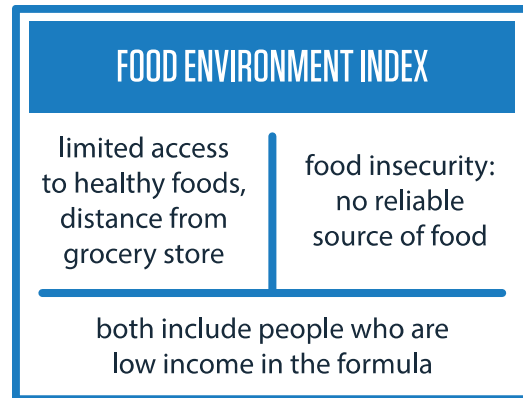 FOOD ENVIRONMENT INDEX
limited access
to healthy foods,
distance from
grocery store
food insecurity:
no reliable
source of food
both include people who are
low income in the formula